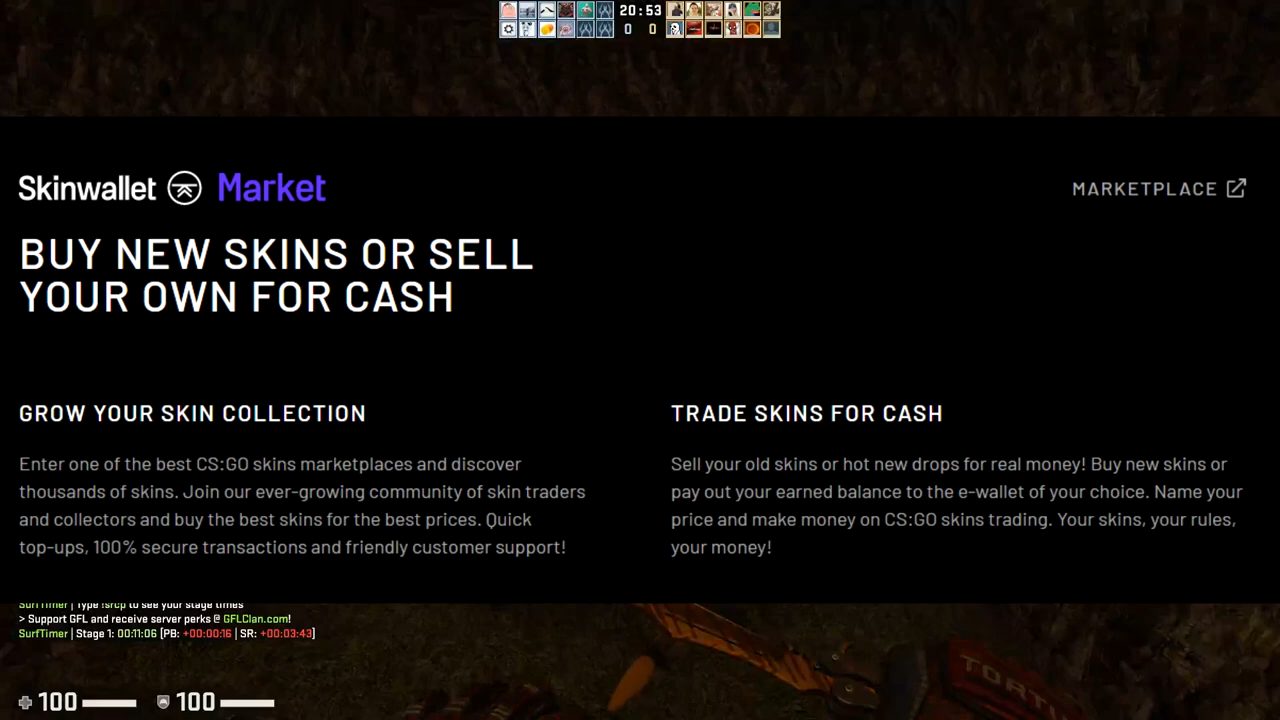 20:53
0 0
Skinwallet Market
MARKETPLACE
BUY NEW SKINS OR SELL
YOUR OWN FOR CASH
GROW YOUR SKIN COLLECTION
Enter one of the best CS:GO skins marketplaces and discover
thousands of skins. Join our ever-growing community of skin traders
and collectors and buy the best skins for the best prices. Quick
top-ups, 100% secure transactions and friendly customer support!
TRADE SKINS FOR CASH
Sell your old skins or hot new drops for real money! Buy new skins or
pay out your earned balance to the e-wallet of your choice. Name your
price and make money on CS:GO skins trading. Your skins, your rules,
your money!
SurfTimer | Type !srcp to see your stage times
> Support GFL and receive server perks @ GFLClan.com!
SurfTimer | Stage 1: 00:11:06 [PB: +00:00:16 | SR: +00:03:43]
TORTI
100 100